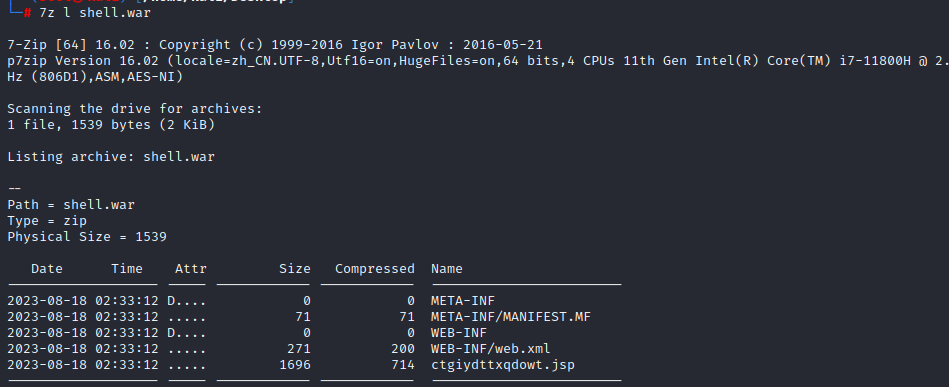 # 7z l shell.war
7-Zip [64] 16.02 : Copyright (c) 1999-2016 Igor Pavlov : 2016-05-21
p7zip Version 16.02 (locale=zh_CN.UTF-8,Utf16=on,HugeFiles=on,64 bits,4 CPUs 11th Gen Intel(R) Core(TM) i7-11800H @ 2.
Hz (806D1),ASM,AES-NI)
Scanning the drive for archives:
1 file, 1539 bytes (2 KiB)
Listing archive: shell.war
--
Path = shell.war
Type = zip
Physical Size = 1539
Date Time Attr Size Compressed Name
2023-08-18 02:33:12 D.... 0 0 META-INF
2023-08-18 02:33:12 ..... 71 71 META-INF/MANIFEST.MF
2023-08-18 02:33:12 D.... 0 0 WEB-INF
2023-08-18 02:33:12 ..... 271 200 WEB-INF/web.xml
2023-08-18 02:33:12 ..... 1696 714 ctgiydttxqdowt.jsp